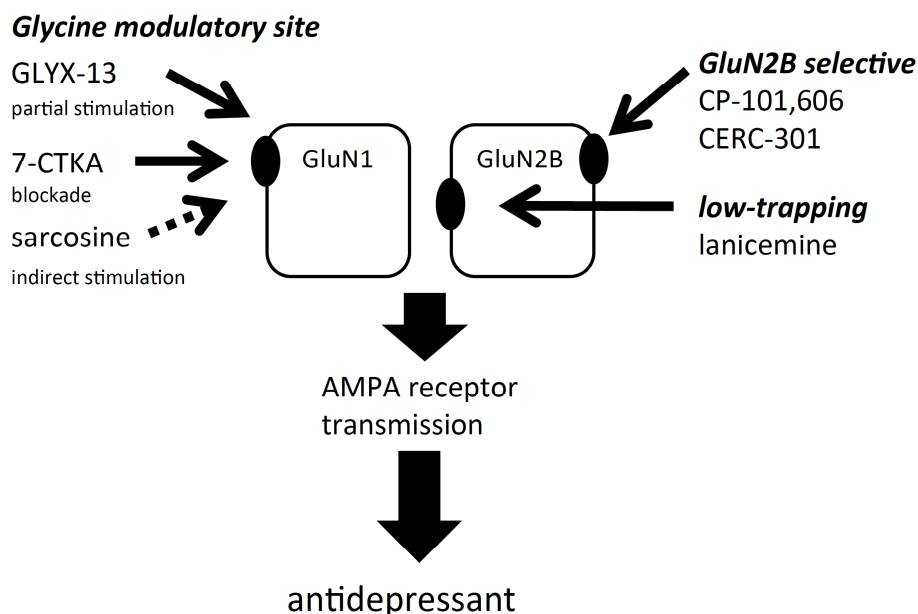 Glycine modulatory site
GLYX-13
partial stimulation
7-CTKA
blockade
sarcosine
indirect stimulation
GluN1
GluN2B
GluN2B selective
CP-101,606
CERC-301
low-trapping
lanicemine
AMPA receptor
transmission
antidepressant